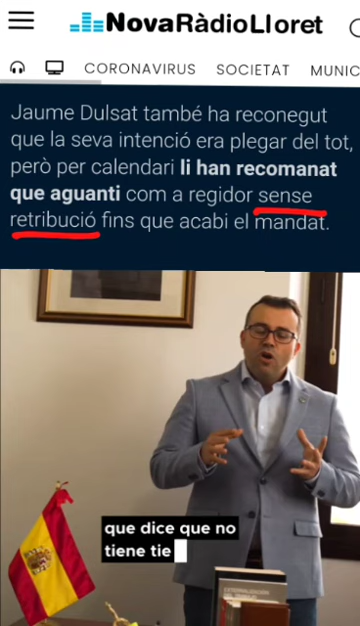 NovaRàdioLloret
CORONAVIRUS SOCIETAT MUNIC
Jaume Dulsat també ha reconegut
que la seva intenció era plegar del tot,
però per calendari li han recomanat
que aguanti com a regidor sense
retribució fins que acabi el mandat.
que dice que no
tiene tie
EXTERNALIZACIÓN